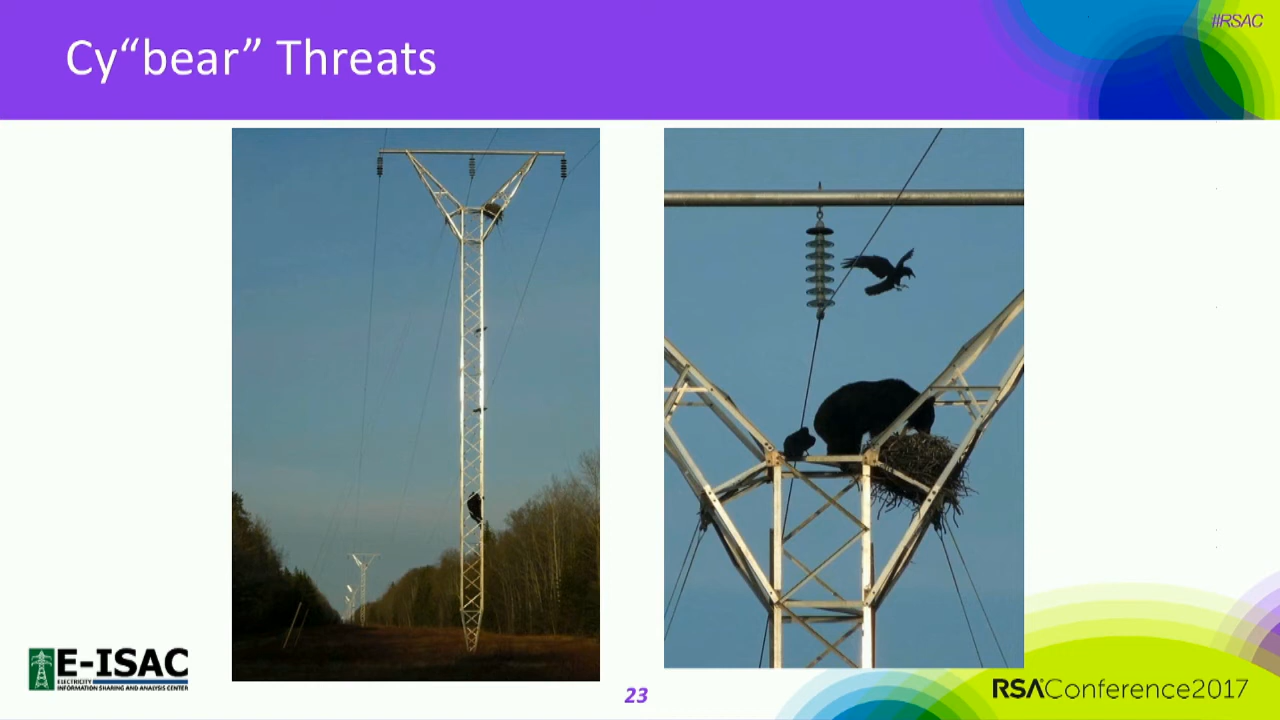 #RSAC
Cy“bear” Threats
E-ISAC
ELECTRICITY
INFORMATION SHARING AND ANALYSIS CENTER
23
RSAConference2017